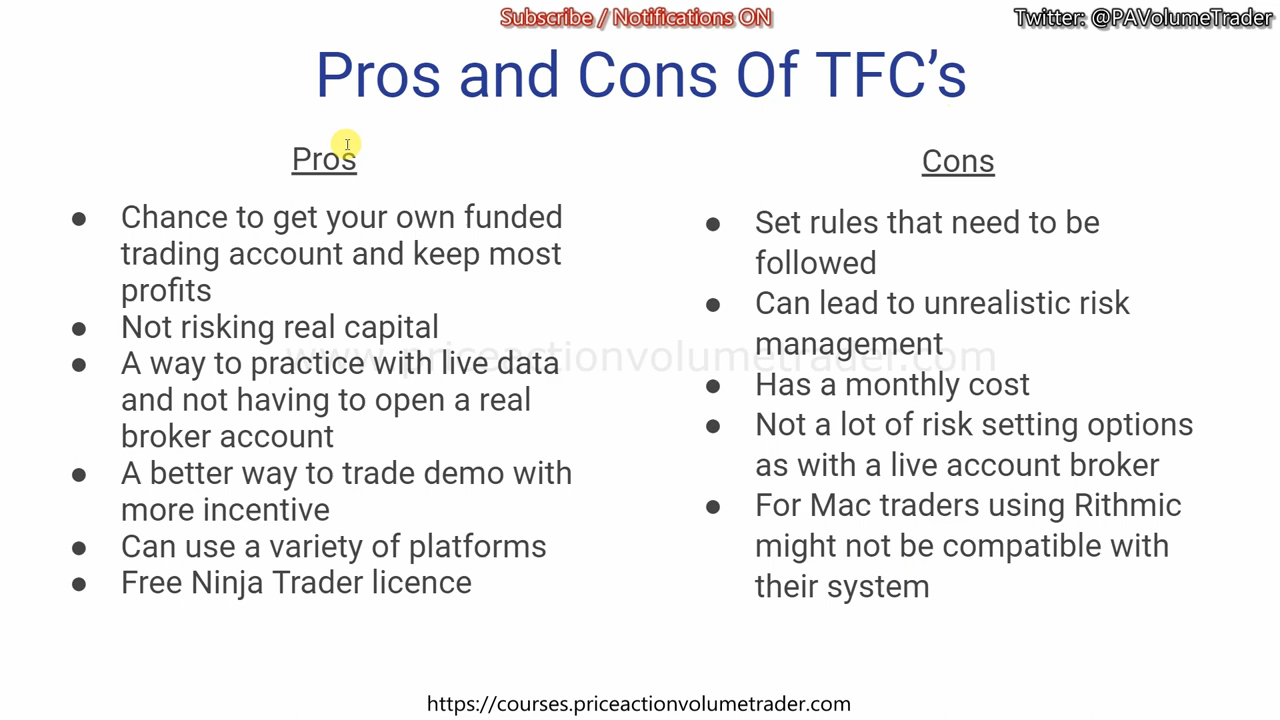 Subscribe / Notifications ON
Twitter: @PAVolumeTrader
Pros and Cons Of TFC’s
Pros
● Chance to get your own funded
trading account and keep most
profits
● Not risking real capital
● A way to practice with live data
and not having to open a real
broker account
● A better way to trade demo with
more incentive
● Can use a variety of platforms
● Free Ninja Trader licence
Cons
● Set rules that need to be
followed
● Can lead to unrealistic risk
management
● Has a monthly cost
● Not a lot of risk setting options
as with a live account broker
● For Mac traders using Rithmic
might not be compatible with
their system
www.priceactionvolumetrader.com
https://courses.priceactionvolumetrader.com